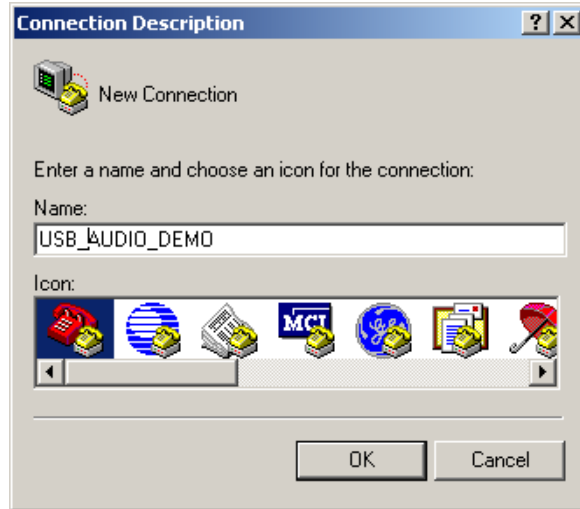 Connection Description
New Connection
Enter a name and choose an icon for the connection:
Name:
USB_AUDIO_DEMO
Icon:
MCI
OK Cancel